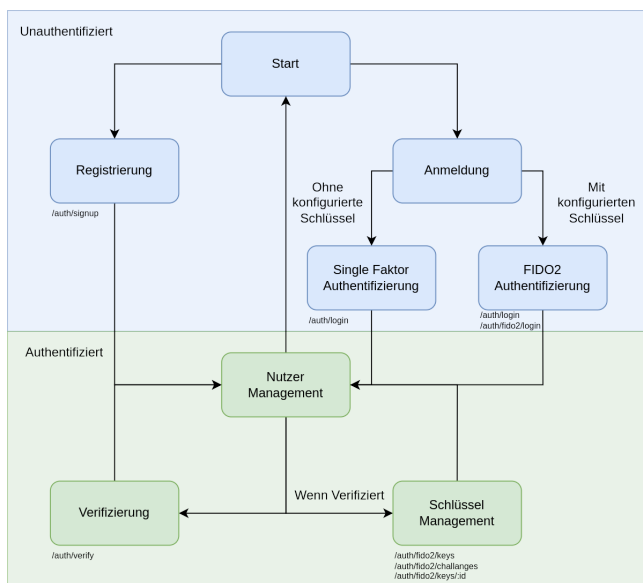 Unauthentifiziert
Start
Registrierung
/auth/signup
Anmeldung
Ohne
konfigurierte
Schlüssel
Mit
konfigurierten
Schlüssel
Single Faktor
Authentifizierung
/auth/login
FIDO2
Authentifizierung
/auth/login
/auth/fido2/login
Authentifiziert
Nutzer
Management
Wenn Verifiziert
Verifizierung
/auth/verify
Schlüssel
Management
/auth/fido2/keys
/auth/fido2/challanges
/auth/fido2/keys/:id